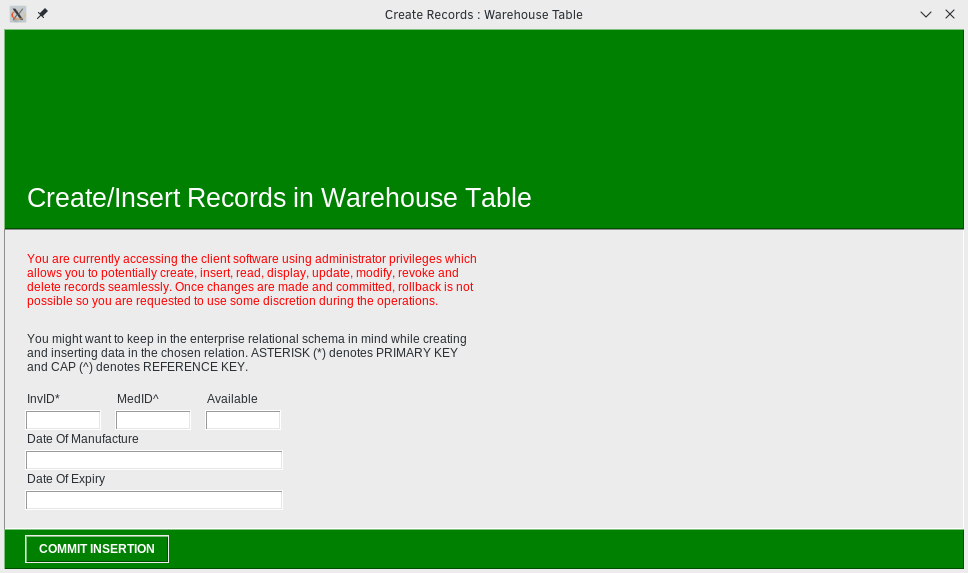 Create Records : Warehouse Table
Create/Insert Records in Warehouse Table
You are currently accessing the client software using administrator privileges which
allows you to potentially create, insert, read, display, update, modify, revoke and
delete records seamlessly. Once changes are made and committed, rollback is not
possible so you are requested to use some discretion during the operations.
You might want to keep in the enterprise relational schema in mind while creating
and inserting data in the chosen relation. ASTERISK (*) denotes PRIMARY KEY
and CAP (^) denotes REFERENCE KEY.
InvID* MedID^ Available
Date Of Manufacture
Date Of Expiry
COMMIT INSERTION